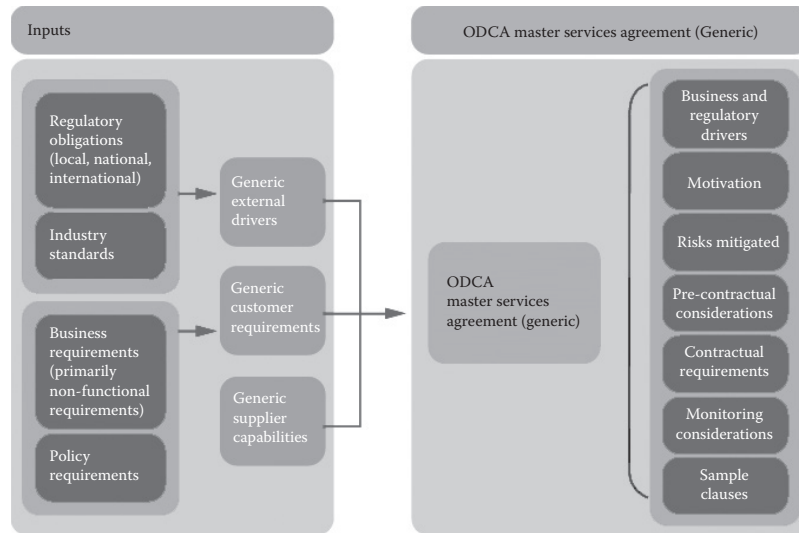 Inputs
Regulatory
obligations
(local, national,
international)
Industry
standards
Business
requirements
(primarily
non-functional
requirements)
Policy
requirements
Generic
external
drivers
Generic
customer
requirements
Generic
supplier
capabilities
ODCA master services agreement (Generic)
ODCA
master services
agreement (generic)
Business and
regulatory
drivers
Motivation
Risks mitigated
Pre-contractual
considerations
Contractual
requirements
Monitoring
considerations
Sample
clauses